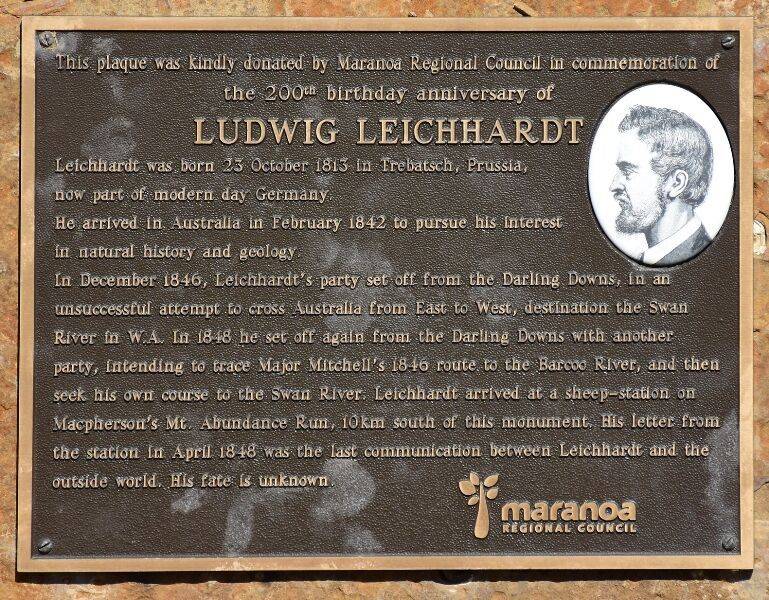 This plaque was kindly donated by Maranoa Regional Council in commemoration of
the 200th birthday anniversary of
LUDWIG LEICHHARDT
Leichhardt was born 23 October 1813 in Trebatsch, Prussia,
now part of modern day Germany.
He arrived in Australia in February 1842 to pursue his interest
in natural history and geology.
In December 1846, Leichhardt's party set off from the Darling Downs, in an
unsuccessful attempt to cross Australia from East to West, destination the Swan
River in W.A. In 1848 he set off again from the Darling Downs with another
party, intending to trace Major Mitchell's 1846 route to the Barcoo River, and then
seek his own course to the Swan River. Leichhardt arrived at a sheep-station on
Macpherson's Mt. Abundance Run, 10km south of this monument. His letter from
the station in April 1848 was the last communication between Leichhardt and the
outside world. His fate is unknown.
maranoa
REGIONAL COUNCIL